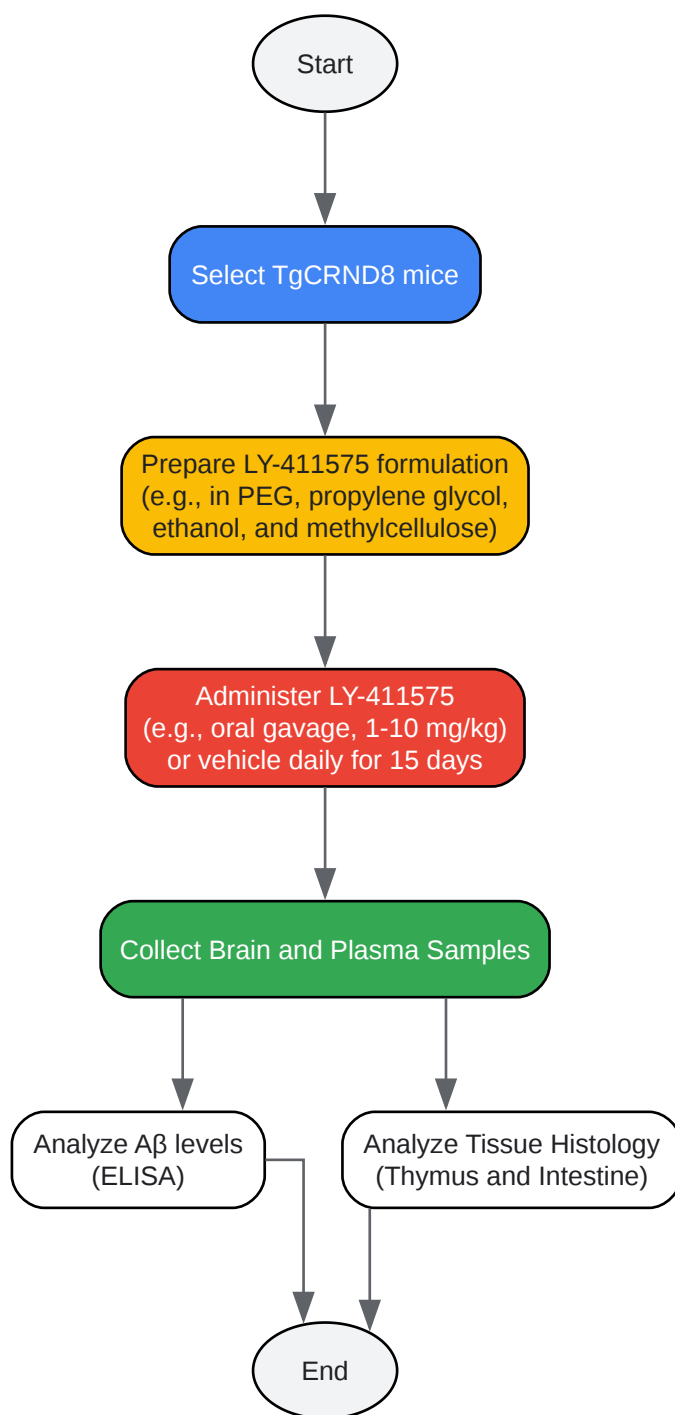 Start
Select TgCRND8 mice
Prepare LY-411575 formulation
(e.g., in PEG, propylene glycol,
ethanol, and methylcellulose)
Administer LY-411575
(e.g., oral gavage, 1-10 mg/kg)
or vehicle daily for 15 days
Collect Brain and Plasma Samples
Analyze Aβ levels
(ELISA)
Analyze Tissue Histology
(Thymus and Intestine)
End